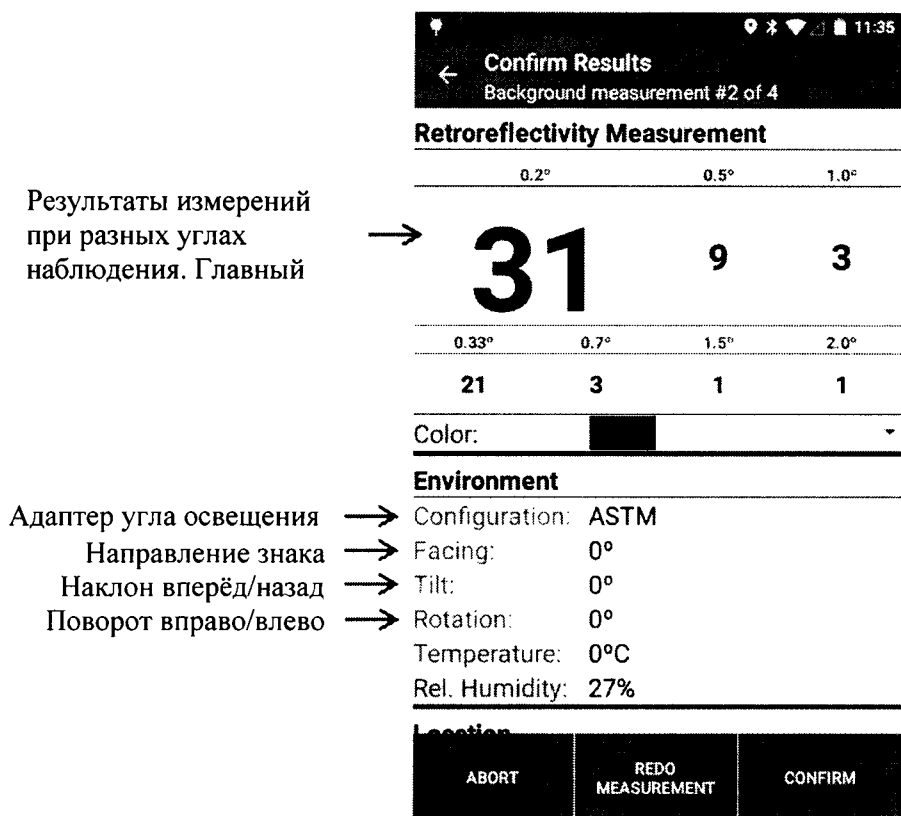 11:35
Confirm Results
Background measurement #2 of 4
Retroreflectivity Measurement
0.2° 0.5° 1.0°
Результаты измерений
при разных углах
наблюдения. Главный
31 9 3
0.33° 0.7° 1.5° 2.0°
21 3 1 1
Color:
Environment
Адаптер угла освещения Configuration: ASTM
Направление знака Facing: 0°
Наклон вперёд/назад Tilt: 0°
Поворот вправо/влево Rotation: 0°
Temperature: 0°C
Rel. Humidity: 27%
Location
ABORT
REDO
MEASUREMENT
CONFIRM